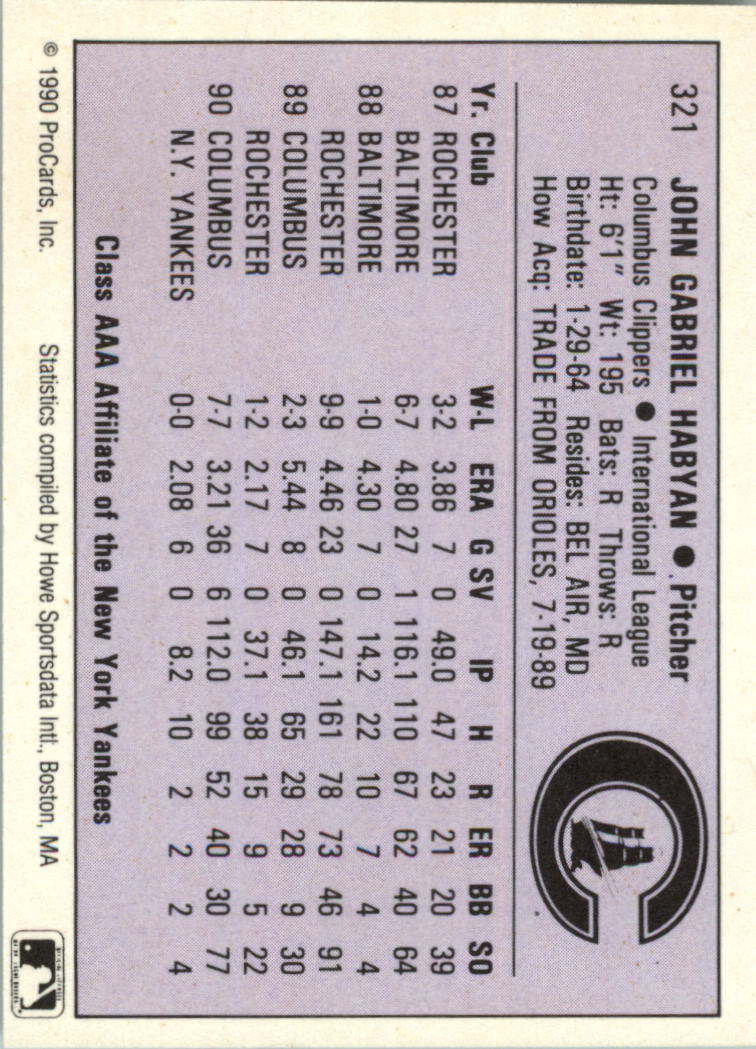 321 JOHN GABRIEL HABYAN ● Pitcher
Columbus Clippers ● International League
Ht: 6'1" Wt: 195 Bats: R Throws: R
Birthdate: 1-29-64 Resides: BEL AIR, MD
How Acq: TRADE FROM ORIOLES, 7-19-89
Yr. Club W-L ERA G SV IP H R ER BB SO
87 ROCHESTER 3-2 3.86 7 0 49.0 47 23 21 20 39
BALTIMORE 6-7 4.80 27 1 116.1 110 67 62 40 64
88 BALTIMORE 1-0 4.30 7 0 14.2 22 10 7 4 4
ROCHESTER 9-9 4.46 23 0 147.1 161 78 73 46 91
89 COLUMBUS 2-3 5.44 8 0 46.1 65 29 28 9 30
ROCHESTER 1-2 2.17 7 0 37.1 38 15 9 5 22
90 COLUMBUS 7-7 3.21 36 6 112.0 99 52 40 30 77
N.Y. YANKEES 0-0 2.08 6 0 8.2 10 2 2 2 4
Class AAA Affiliate of the New York Yankees
© 1990 ProCards, Inc. Statistics compiled by Howe Sportsdata Intl., Boston, MA